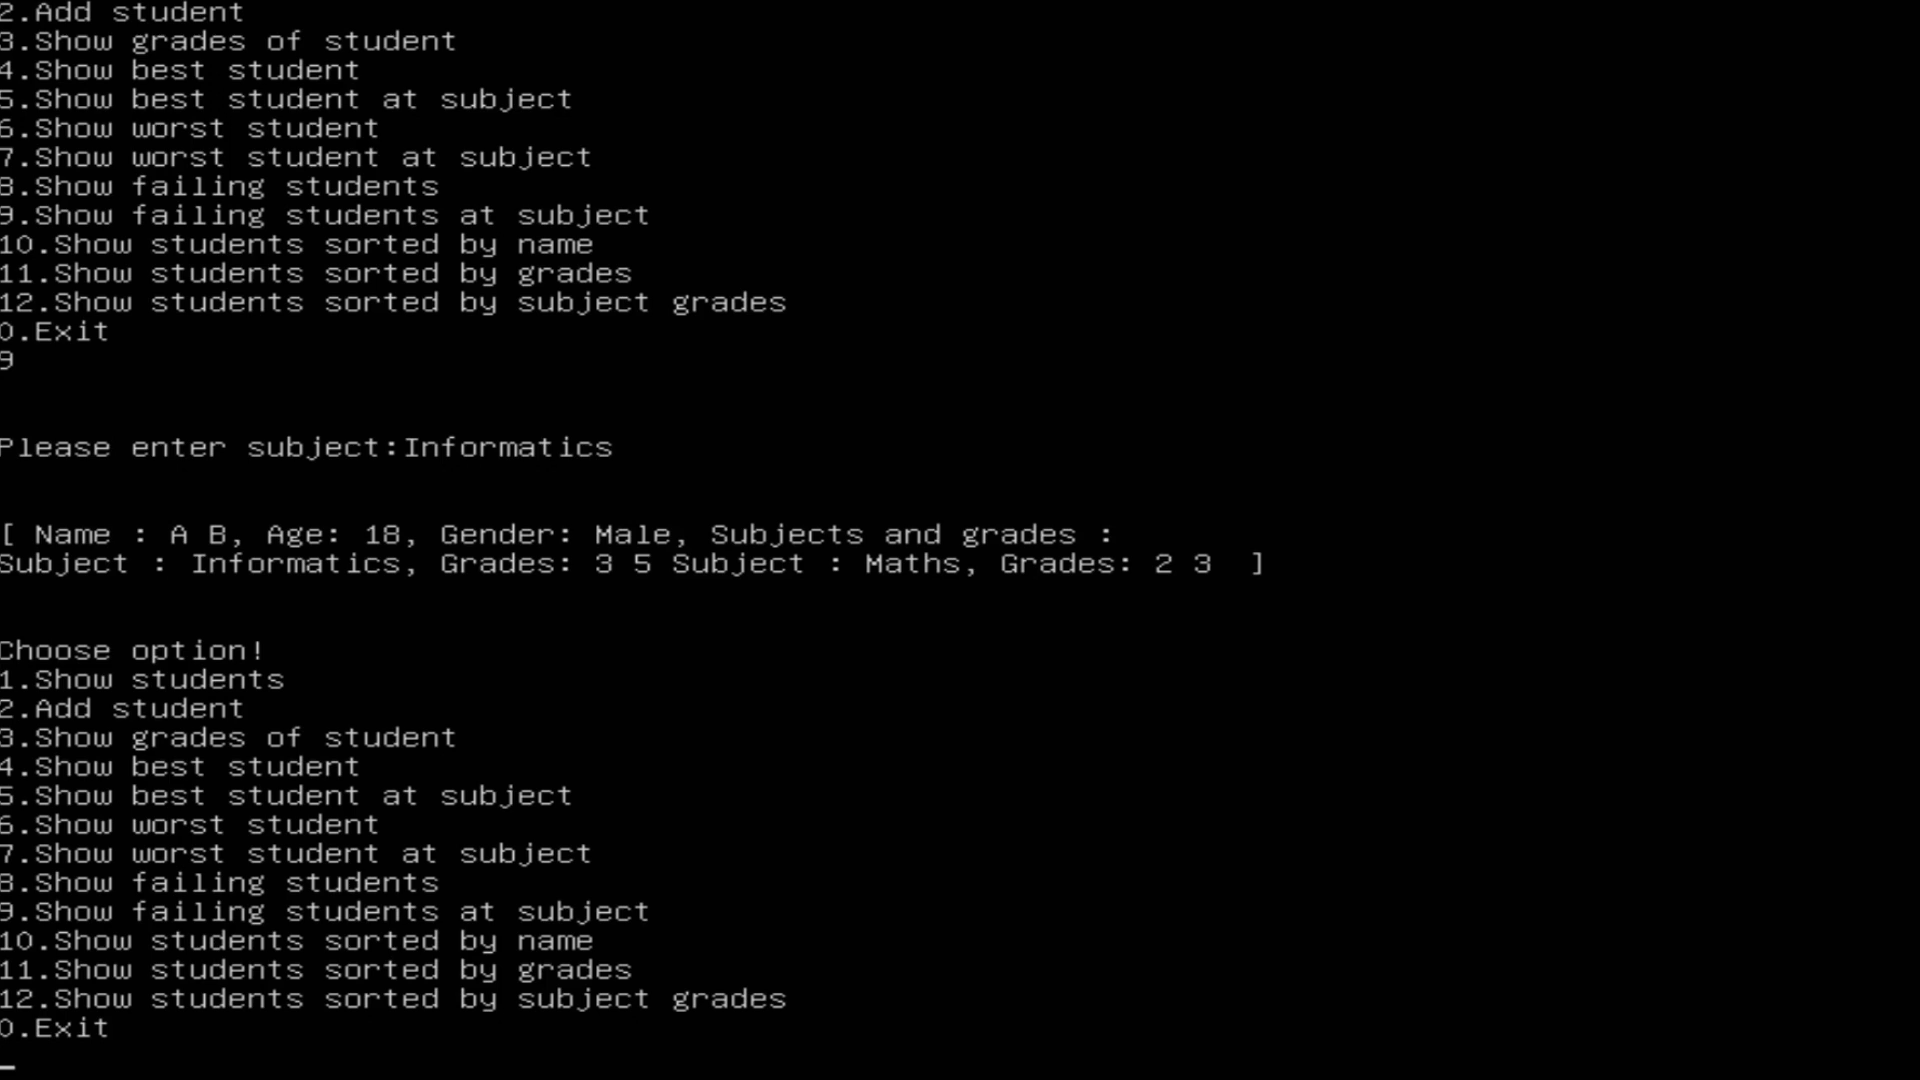 2.Add student
3.Show grades of student
4.Show best student
5.Show best student at subject
6.Show worst student
7.Show worst student at subject
8.Show failing students
9.Show failing students at subject
10.Show students sorted by name
11.Show students sorted by grades
12.Show students sorted by subject grades
0.Exit
9
Please enter subject:Informatics
[ Name : A B, Age: 18, Gender: Male, Subjects and grades :
Subject : Informatics, Grades: 3 5 Subject : Maths, Grades: 2 3  ]
Choose option!
1.Show students
2.Add student
3.Show grades of student
4.Show best student
5.Show best student at subject
6.Show worst student
7.Show worst student at subject
8.Show failing students
9.Show failing students at subject
10.Show students sorted by name
11.Show students sorted by grades
12.Show students sorted by subject grades
0.Exit